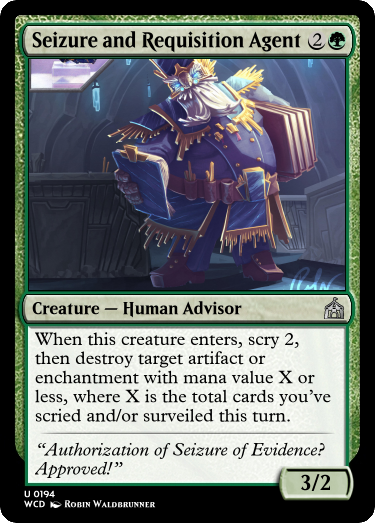 Seizure and Requisition Agent 2
Creature — Human Advisor
When this creature enters, scry 2,
then destroy target artifact or
enchantment with mana value X or
less, where X is the total cards you've
scried and/or surveiled this turn.
“Authorization of Seizure of Evidence?
Approved!”
3/2
U 0194
WCD Robin Waldbrunner